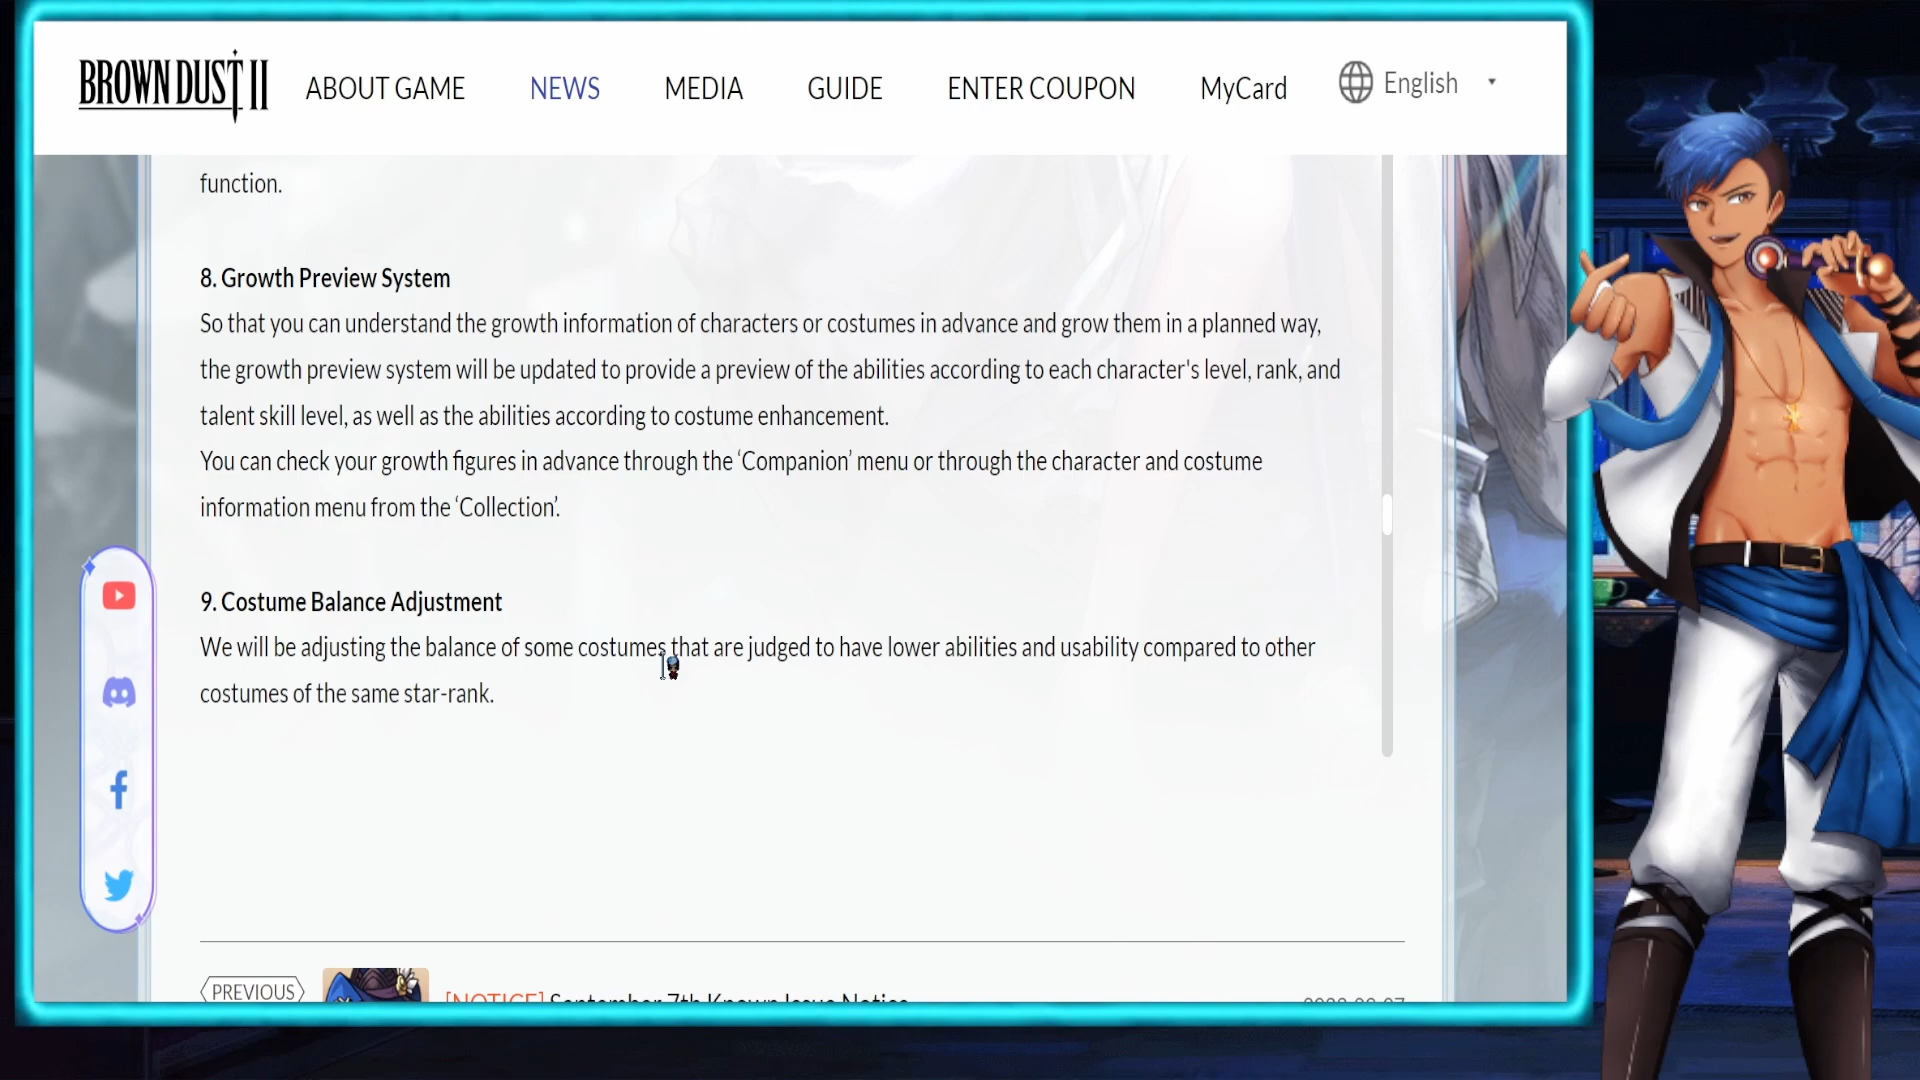 BROWN DUST II
ABOUT GAME
NEWS
MEDIA
GUIDE
ENTER COUPON
MyCard
English
function.
8. Growth Preview System
So that you can understand the growth information of characters or costumes in advance and grow them in a planned way,
the growth preview system will be updated to provide a preview of the abilities according to each character's level, rank, and
talent skill level, as well as the abilities according to costume enhancement.
You can check your growth figures in advance through the ‘Companion’ menu or through the character and costume
information menu from the ‘Collection’.
9. Costume Balance Adjustment
We will be adjusting the balance of some costumes that are judged to have lower abilities and usability compared to other
costumes of the same star-rank.
PREVIOUS
[NOTICE] September 7th Known Issue Notice